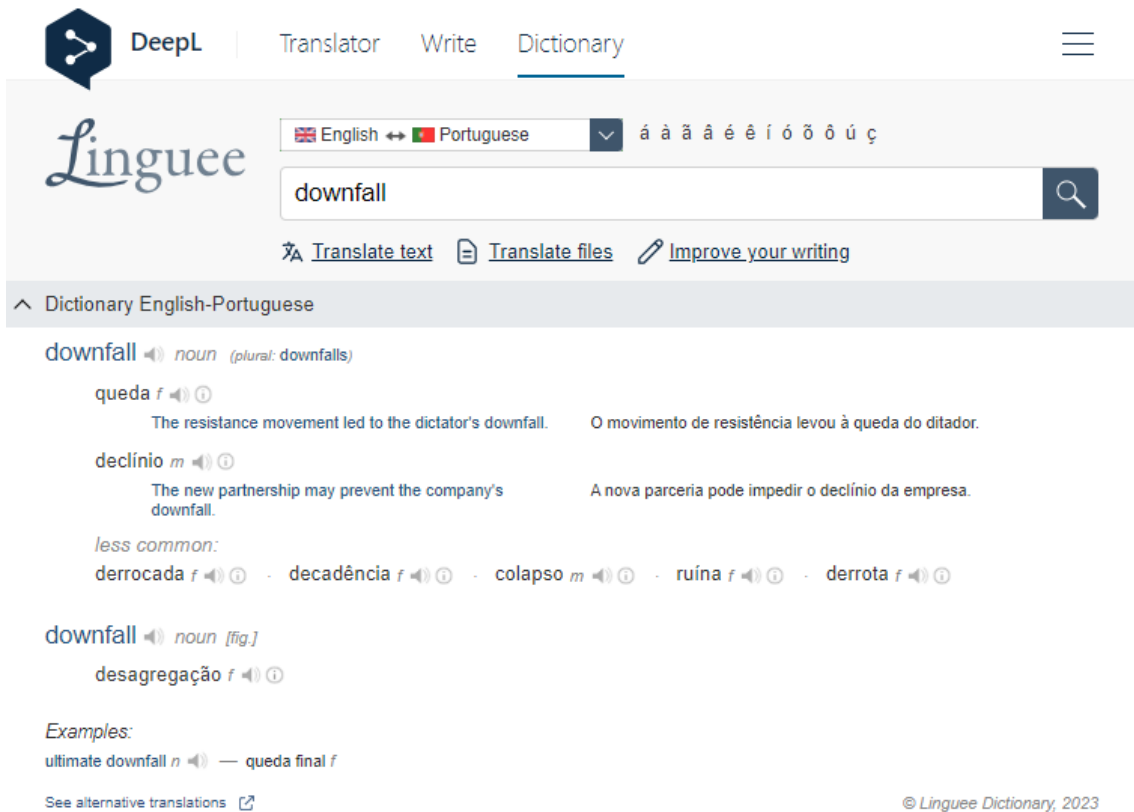 DeepL Translator Write Dictionary
Linguee
English ↔ Portuguese á à ã â é ê í ó õ ô ú ç
downfall
Translate text Translate files Improve your writing
Dictionary English-Portuguese
downfall noun (plural: downfalls)
queda f
The resistance movement led to the dictator's downfall. O movimento de resistência levou à queda do ditador.
declínio m
The new partnership may prevent the company's A nova parceria pode impedir o declínio da empresa.
downfall.
less common:
derrocada f · decadência f · colapso m · ruína f · derrota f
downfall noun [fig.]
desagregação f
Examples:
ultimate downfall n — queda final f
See alternative translations © Linguee Dictionary, 2023